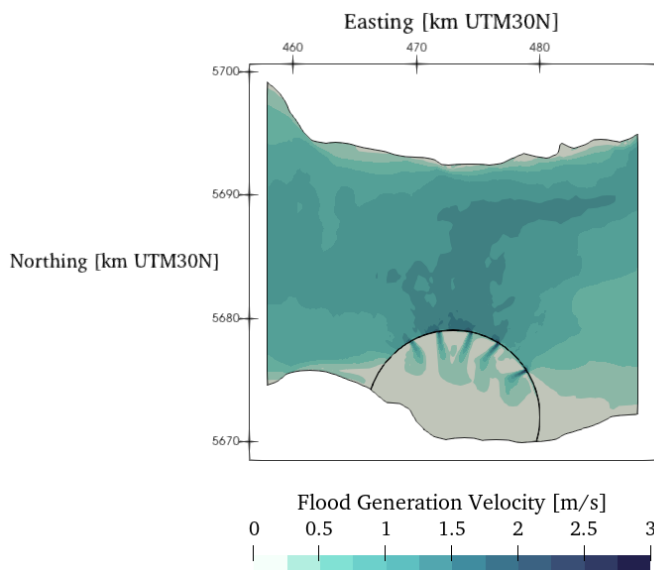 Easting [km UTM30N]
460 470 480
5700
5690
Northing [km UTM30N]
5680
5670
Flood Generation Velocity [m/s]
0 0.5 1 1.5 2 2.5 3